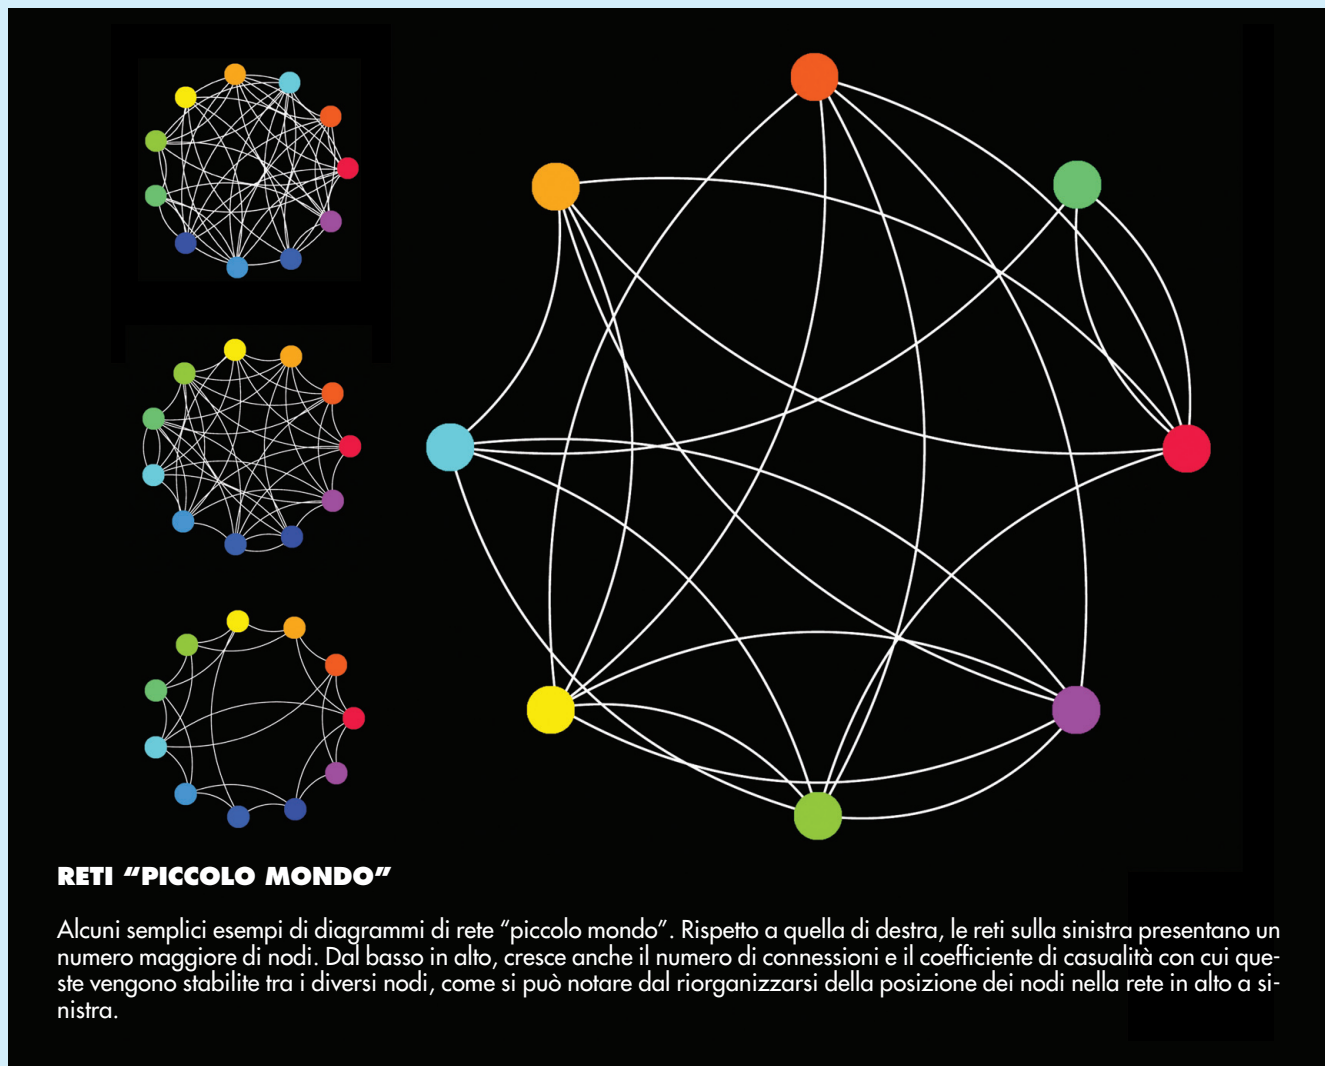 RETI “PICCOLO MONDO”
Alcuni semplici esempi di diagrammi di rete “piccolo mondo”. Rispetto a quella di destra, le reti sulla sinistra presentano un
numero maggiore di nodi. Dal basso in alto, cresce anche il numero di connessioni e il coefficiente di casualità con cui que-
ste vengono stabilite tra i diversi nodi, come si può notare dal riorganizzarsi della posizione dei nodi nella rete in alto a si-
nistra.